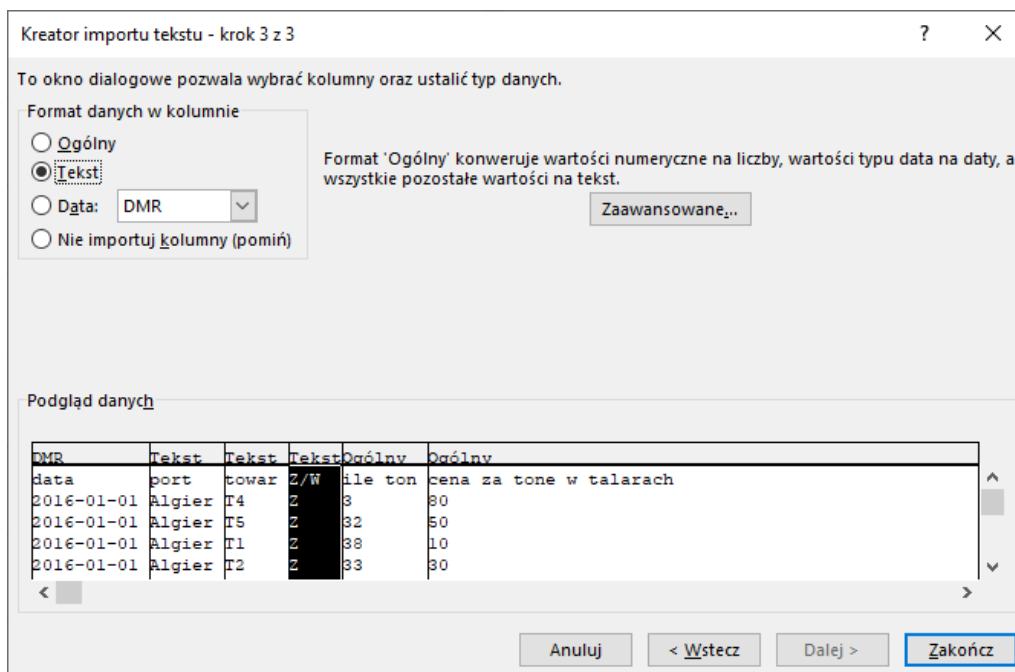 Kreator importu tekstu - krok 3 z 3
?
To okno dialogowe pozwala wybrać kolumny oraz ustalić typ danych.
Format danych w kolumnie
Ogólny
Tekst
Data: DMR
Nie importuj kolumny (pomiń)
Format 'Ogólny' konweruje wartości numeryczne na liczby, wartości typu data na daty, a
wszystkie pozostałe wartości na tekst.
Zaawansowane...
Podgląd danych
DMR Tekst Tekst Tekst Ogólny Ogólny
data port towar Z/W ile ton cena za tone w talarach
2016-01-01 Algier T4 Z 3 80
2016-01-01 Algier T5 Z 32 50
2016-01-01 Algier T1 Z 38 10
2016-01-01 Algier T2 Z 33 30
Anuluj < Wstecz Dalej > Zakończ